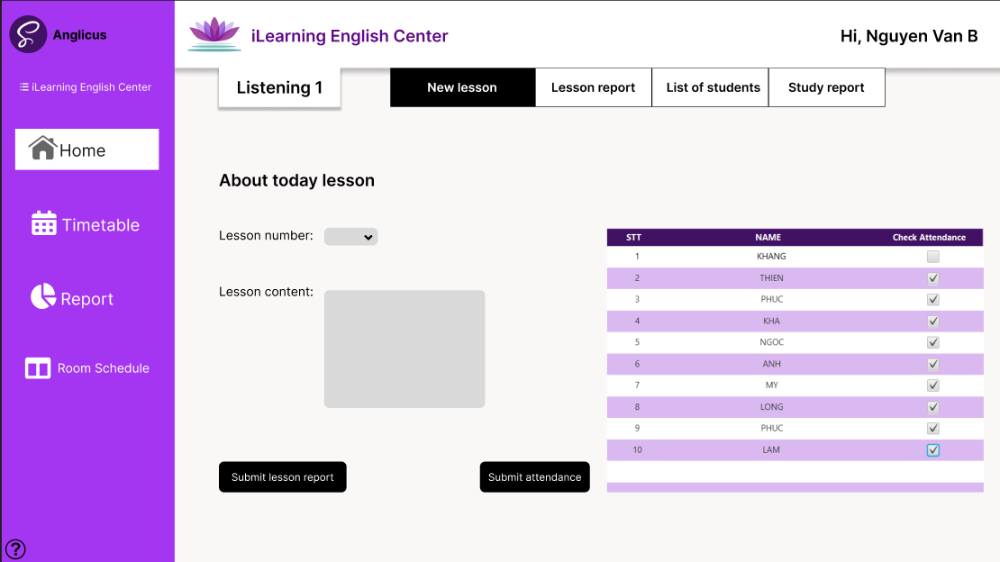 Anglicus
iLearning English Center
Home
Timetable
Report
Room Schedule
?
iLearning English Center
Hi, Nguyen Van B
Listening 1
New lesson
Lesson report
List of students
Study report
About today lesson
Lesson number:
Lesson content:
Submit lesson report
Submit attendance
STT NAME Check Attendance
1 KHANG
2 THIEN
3 PHUC
4 KHA
5 NGOC
6 ANH
7 MY
8 LONG
9 PHUC
10 LAM